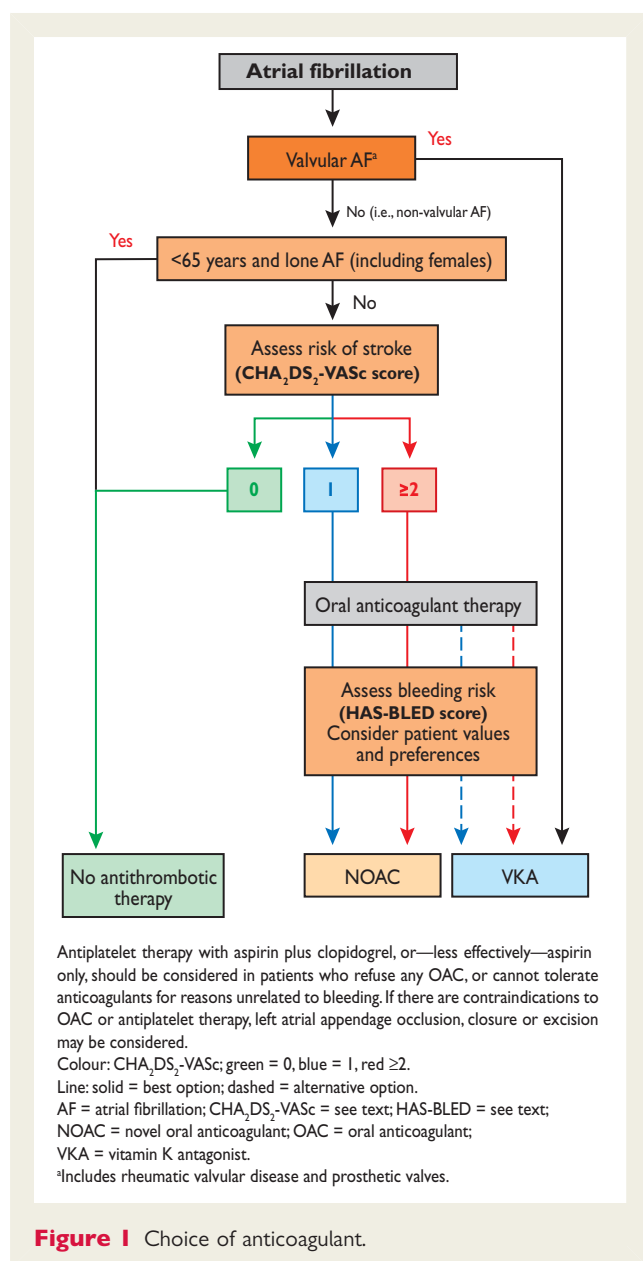 Atrial fibrillation
Yes
Valvular AFᵃ
No (i.e., non-valvular AF)
Yes
<65 years and lone AF (including females)
No
Assess risk of stroke
(CHA₂DS₂-VASc score)
0
1
≥2
Oral anticoagulant therapy
Assess bleeding risk
(HAS-BLED score)
Consider patient values
and preferences
No antithrombotic
therapy
NOAC
VKA
Antiplatelet therapy with aspirin plus clopidogrel, or—less effectively—aspirin
only, should be considered in patients who refuse any OAC, or cannot tolerate
anticoagulants for reasons unrelated to bleeding. If there are contraindications to
OAC or antiplatelet therapy, left atrial appendage occlusion, closure or excision
may be considered.
Colour: CHA₂DS₂-VASc; green = 0, blue = 1, red ≥2.
Line: solid = best option; dashed = alternative option.
AF = atrial fibrillation; CHA₂DS₂-VASc = see text; HAS-BLED = see text;
NOAC = novel oral anticoagulant; OAC = oral anticoagulant;
VKA = vitamin K antagonist.
ᵃIncludes rheumatic valvular disease and prosthetic valves.
Figure 1 Choice of anticoagulant.